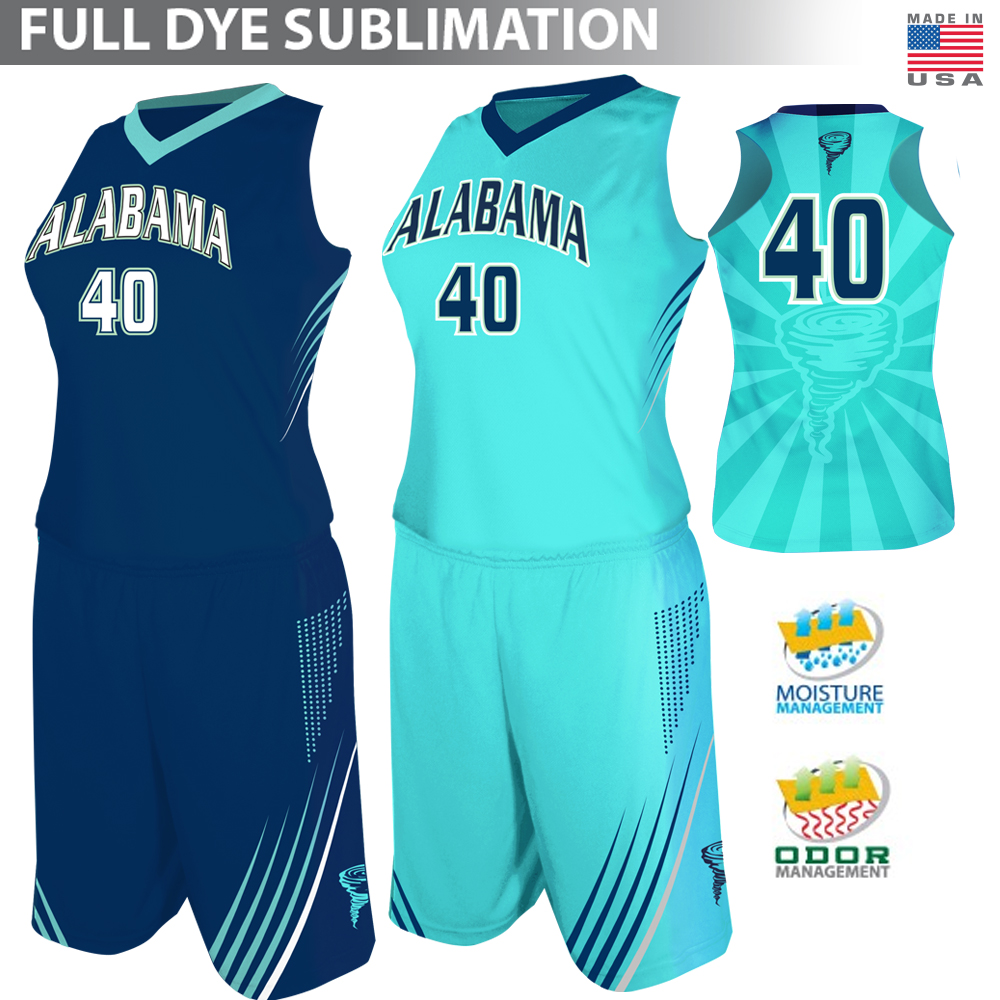 FULL DYE SUBLIMATION
MADE IN
USA
ALABAMA
40
ALABAMA
40
40
MOISTURE
MANAGEMENT
ODOR
MANAGEMENT